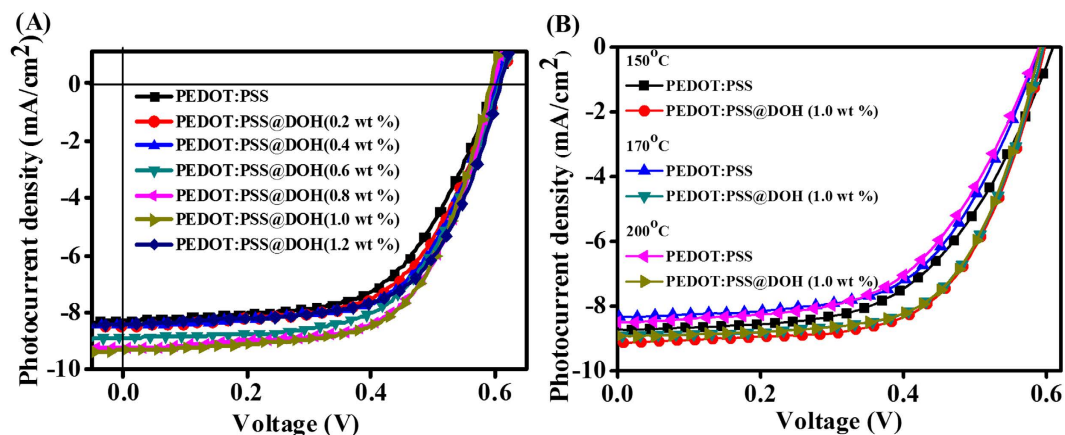 (A)
Photocurrent density (mA/cm2)
0
-2
-4
-6
-8
-10
PEDOT:PSS
PEDOT:PSS@DOH(0.2 wt %)
PEDOT:PSS@DOH(0.4 wt %)
PEDOT:PSS@DOH(0.6 wt %)
PEDOT:PSS@DOH(0.8 wt %)
PEDOT:PSS@DOH(1.0 wt %)
PEDOT:PSS@DOH(1.2 wt %)
0.0
0.2
0.4
0.6
Voltage (V)
(B)
Photocurrent density (mA/cm2)
0
-2
-4
-6
-8
-10
150oC
PEDOT:PSS
PEDOT:PSS@DOH (1.0 wt %)
170oC
PEDOT:PSS
PEDOT:PSS@DOH (1.0 wt %)
200oC
PEDOT:PSS
PEDOT:PSS@DOH (1.0 wt %)
0.0
0.2
0.4
0.6
Voltage (V)